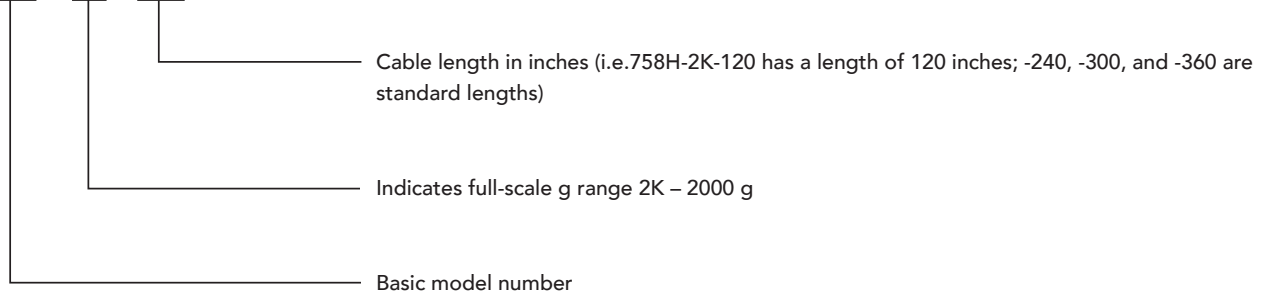 Cable length in inches (i.e.758H-2K-120 has a length of 120 inches; -240, -300, and -360 are
standard lengths)
Indicates full-scale g range 2K – 2000 g
Basic model number